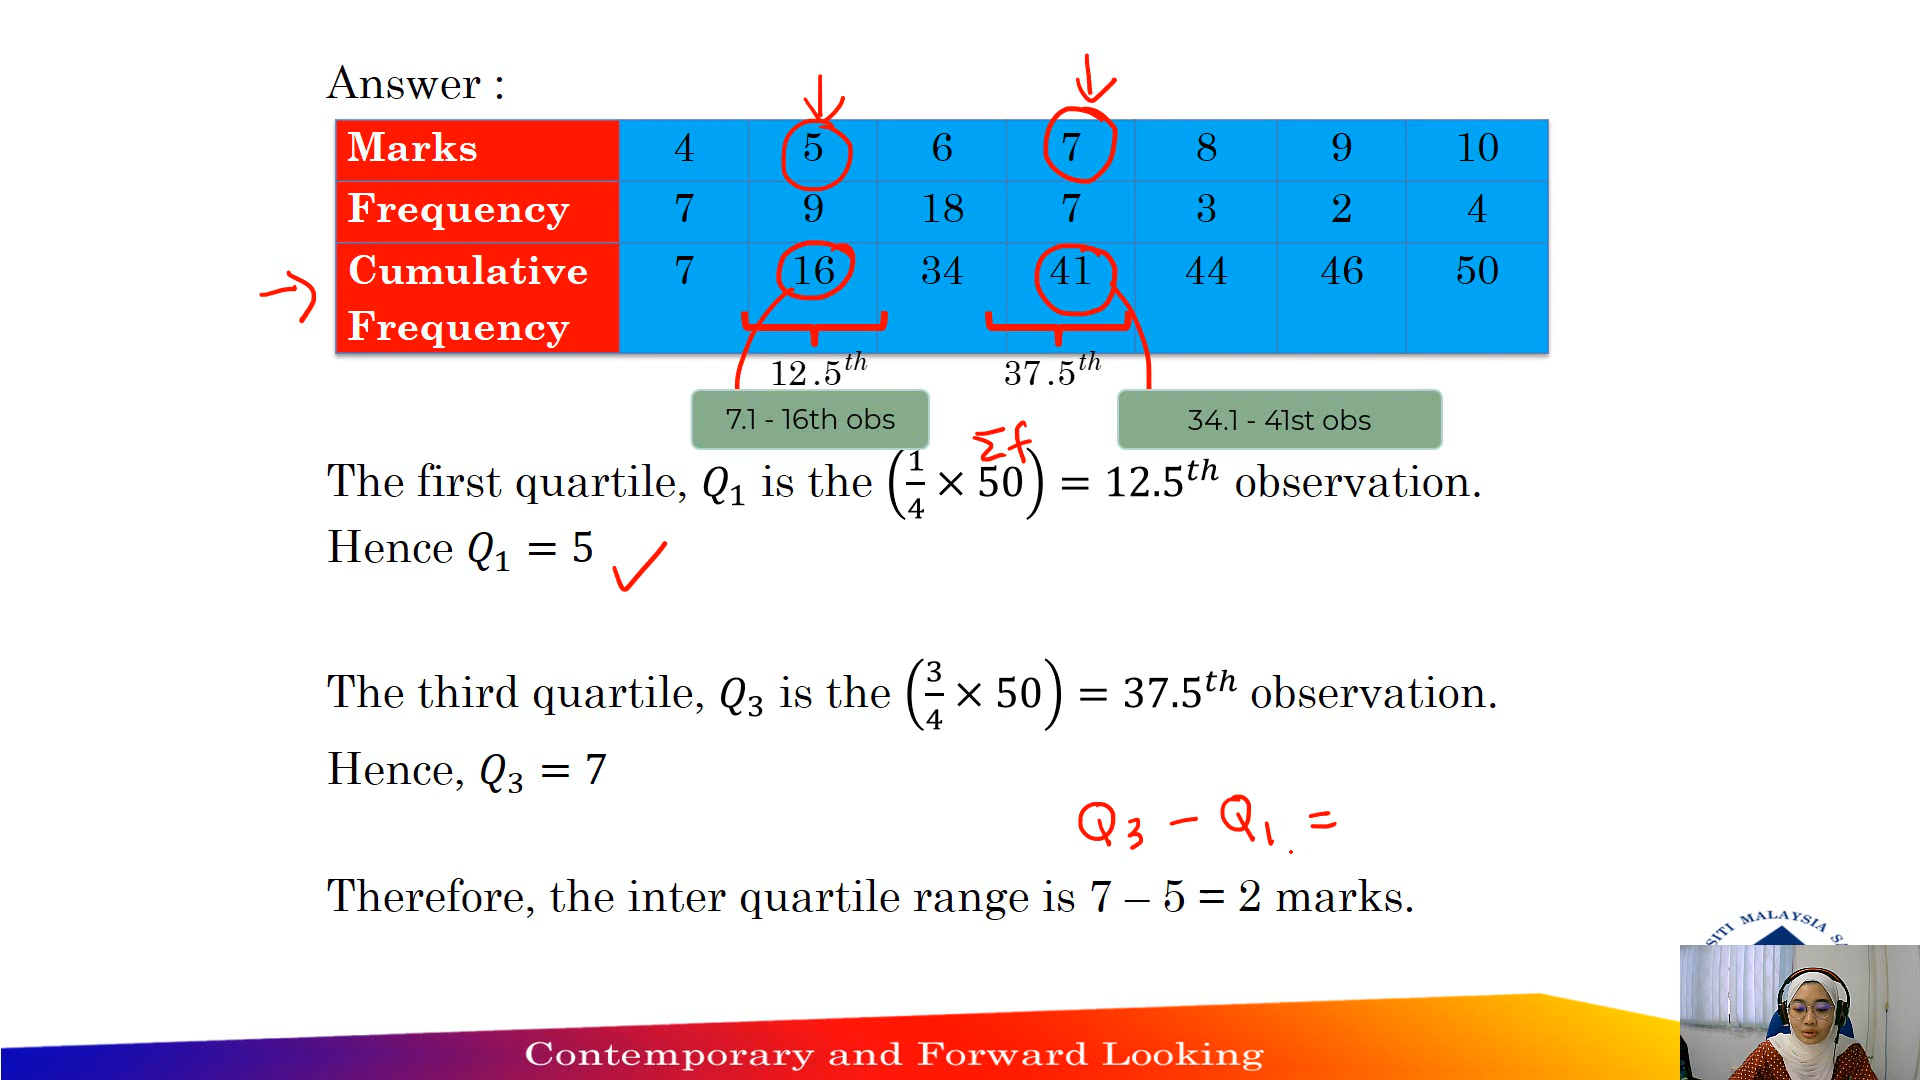 Answer :
Marks 4 5 6 7 8 9 10
Frequency 7 9 18 7 3 2 4
Cumulative Frequency 7 16 34 41 44 46 50
12.5th 37.5th
7.1 - 16th obs 34.1 - 41st obs
Σf
The first quartile, Q₁ is the (1/4 × 50) = 12.5th observation.
Hence Q₁ = 5
The third quartile, Q₃ is the (3/4 × 50) = 37.5th observation.
Hence, Q₃ = 7
Q₃ – Q₁ =
Therefore, the inter quartile range is 7 – 5 = 2 marks.
SITI MALAYSIA SA
Contemporary and Forward Looking